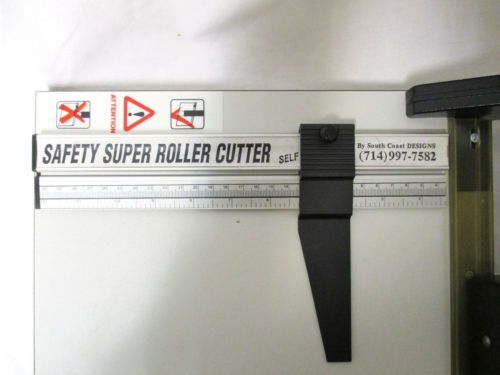 ATTENTION
SAFETY SUPER ROLLER CUTTER SELF
By South Coast DESIGNS
(714) 997-7582